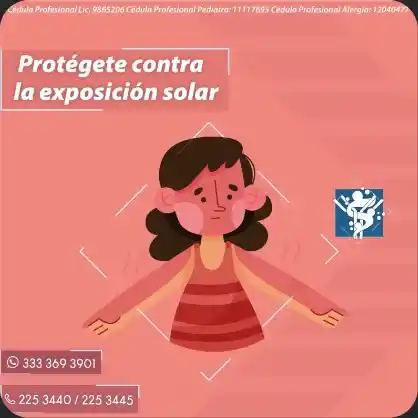 Cédula Profesional Lic. 9865206 Cédula Profesional Pediatra: 11117695 Cédula Profesional Alergia: 12040477
Protégete contra
la exposición solar
333 369 3901
225 3440 / 225 3445